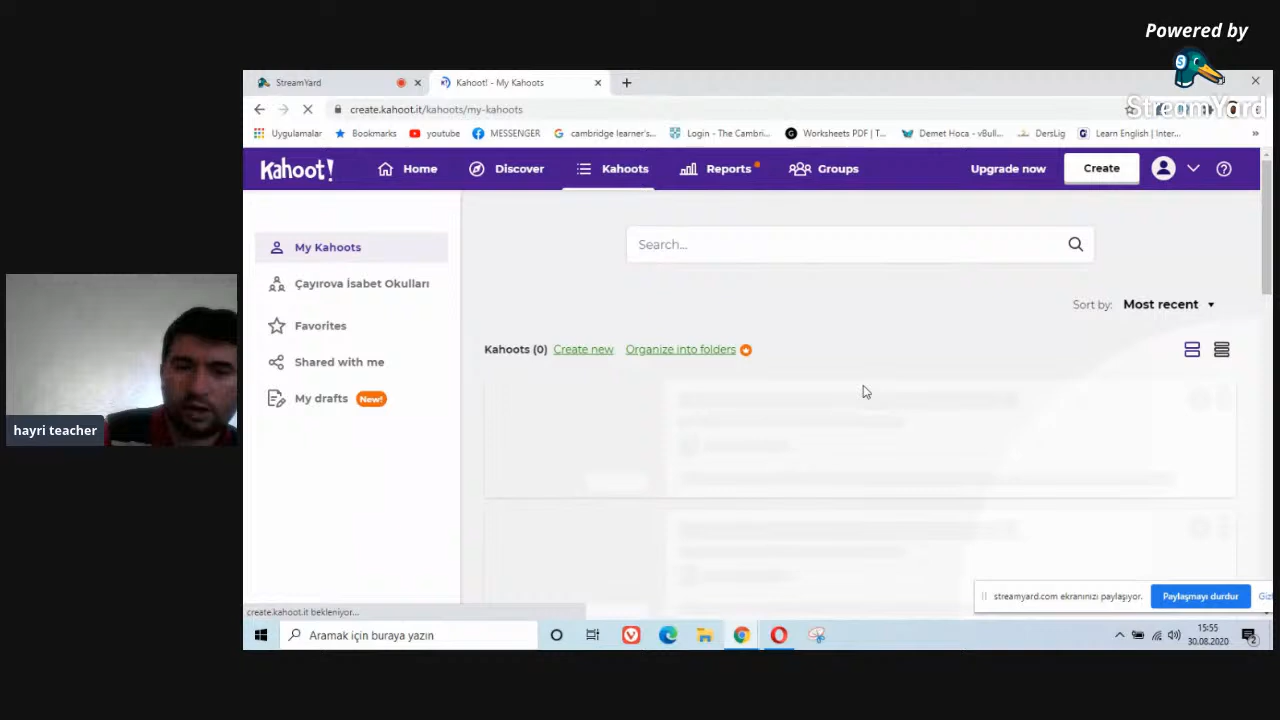 Powered by
StreamYard
StreamYard
Kahoot! - My Kahoots
create.kahoot.it/kahoots/my-kahoots
Uygulamalar
Bookmarks
youtube
MESSENGER
cambridge learner's...
Login - The Cambri...
Worksheets PDF | T...
Demet Hoca - vBull...
DersLig
Learn English | Inter...
Kahoot!
Home
Discover
Kahoots
Reports
Groups
Upgrade now
Create
My Kahoots
Çayırova İsabet Okulları
Favorites
Shared with me
My drafts New!
Search...
Sort by: Most recent
Kahoots (0) Create new Organize into folders
hayri teacher
streamyard.com ekranınızı paylaşıyor.
Paylaşmayı durdur
create.kahoot.it bekleniyor...
Aramak için buraya yazın
15:55
30.08.2020
2